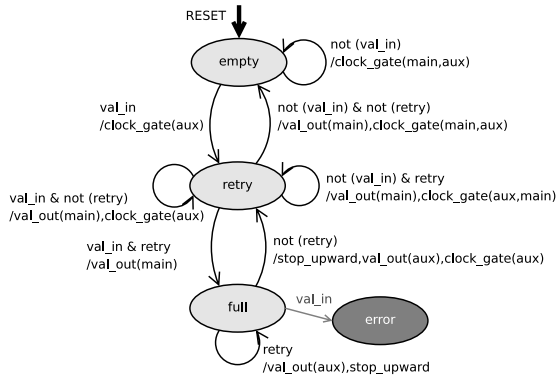 RESET
empty
not (val_in)
/clock_gate(main,aux)
val_in
/clock_gate(aux)
not (val_in) & not (retry)
/val_out(main),clock_gate(main,aux)
retry
not (val_in) & retry
/val_out(main),clock_gate(aux,main)
val_in & not (retry)
/val_out(main),clock_gate(aux)
val_in & retry
/val_out(main)
not (retry)
/stop_upward,val_out(aux),clock_gate(aux)
full
val_in
error
retry
/val_out(aux),stop_upward